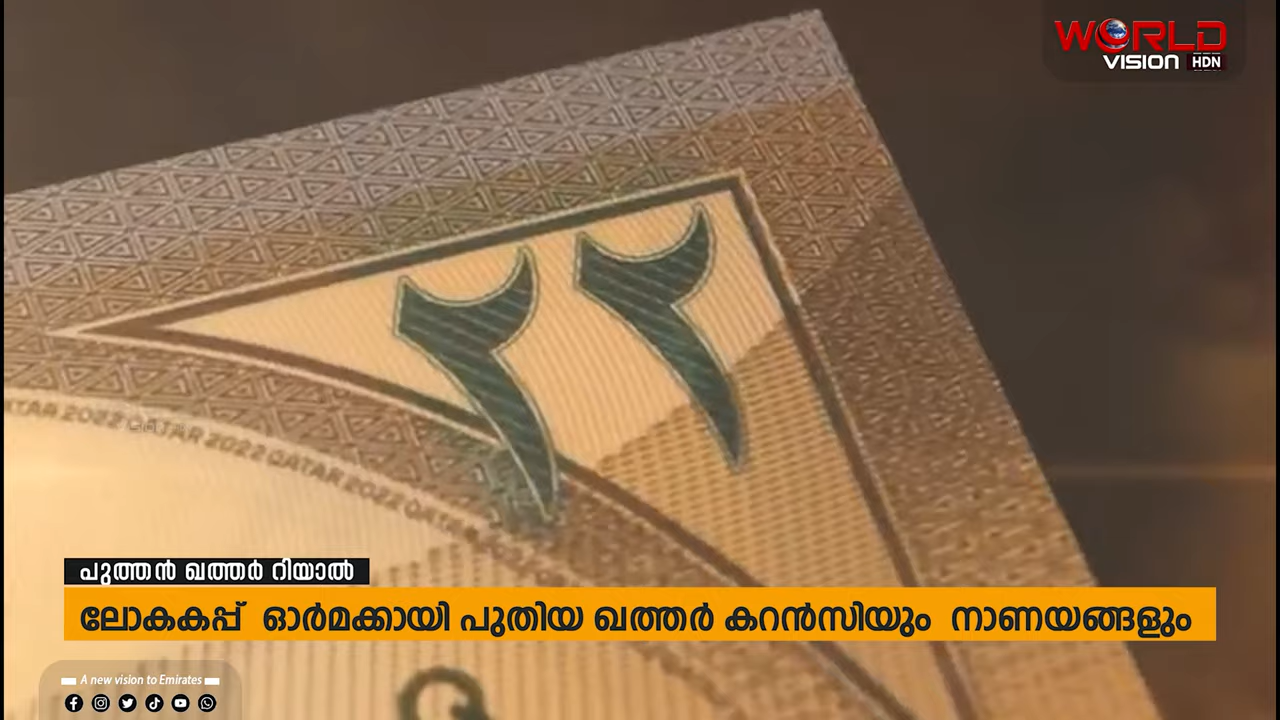 WORLD
VISION HDN
٢٢
QATAR 2022 QATAR 2022 QATAR 2022 QATAR
പുത്തൻ ഖത്തർ റിയാൽ
ലോകകപ്പ് ഓർമക്കായി പുതിയ ഖത്തർ കറൻസിയും നാണയങ്ങളും
A new vision to Emirates